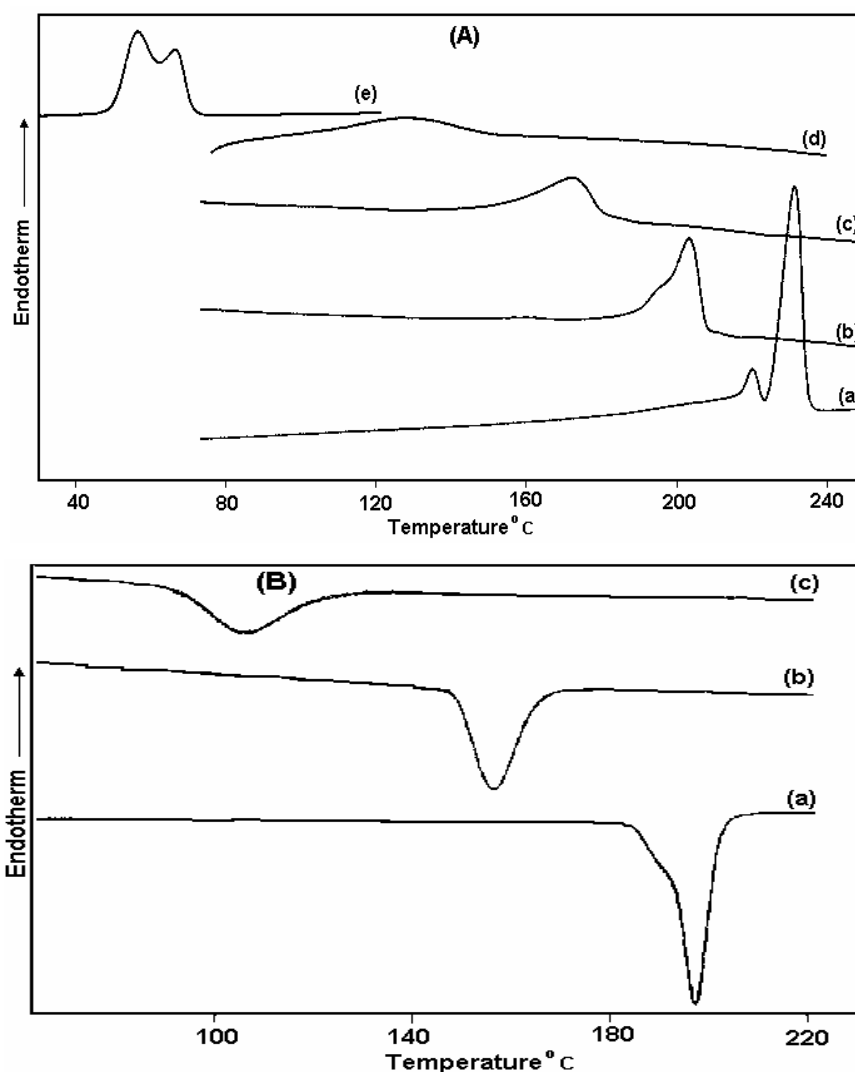 (A)
(e)
(d)
(c)
(b)
(a
Endotherm
40 80 120 160 200 240
Temperature°C
(B)
(c)
(b)
(a)
Endotherm
100 140 180 220
Temperature°C